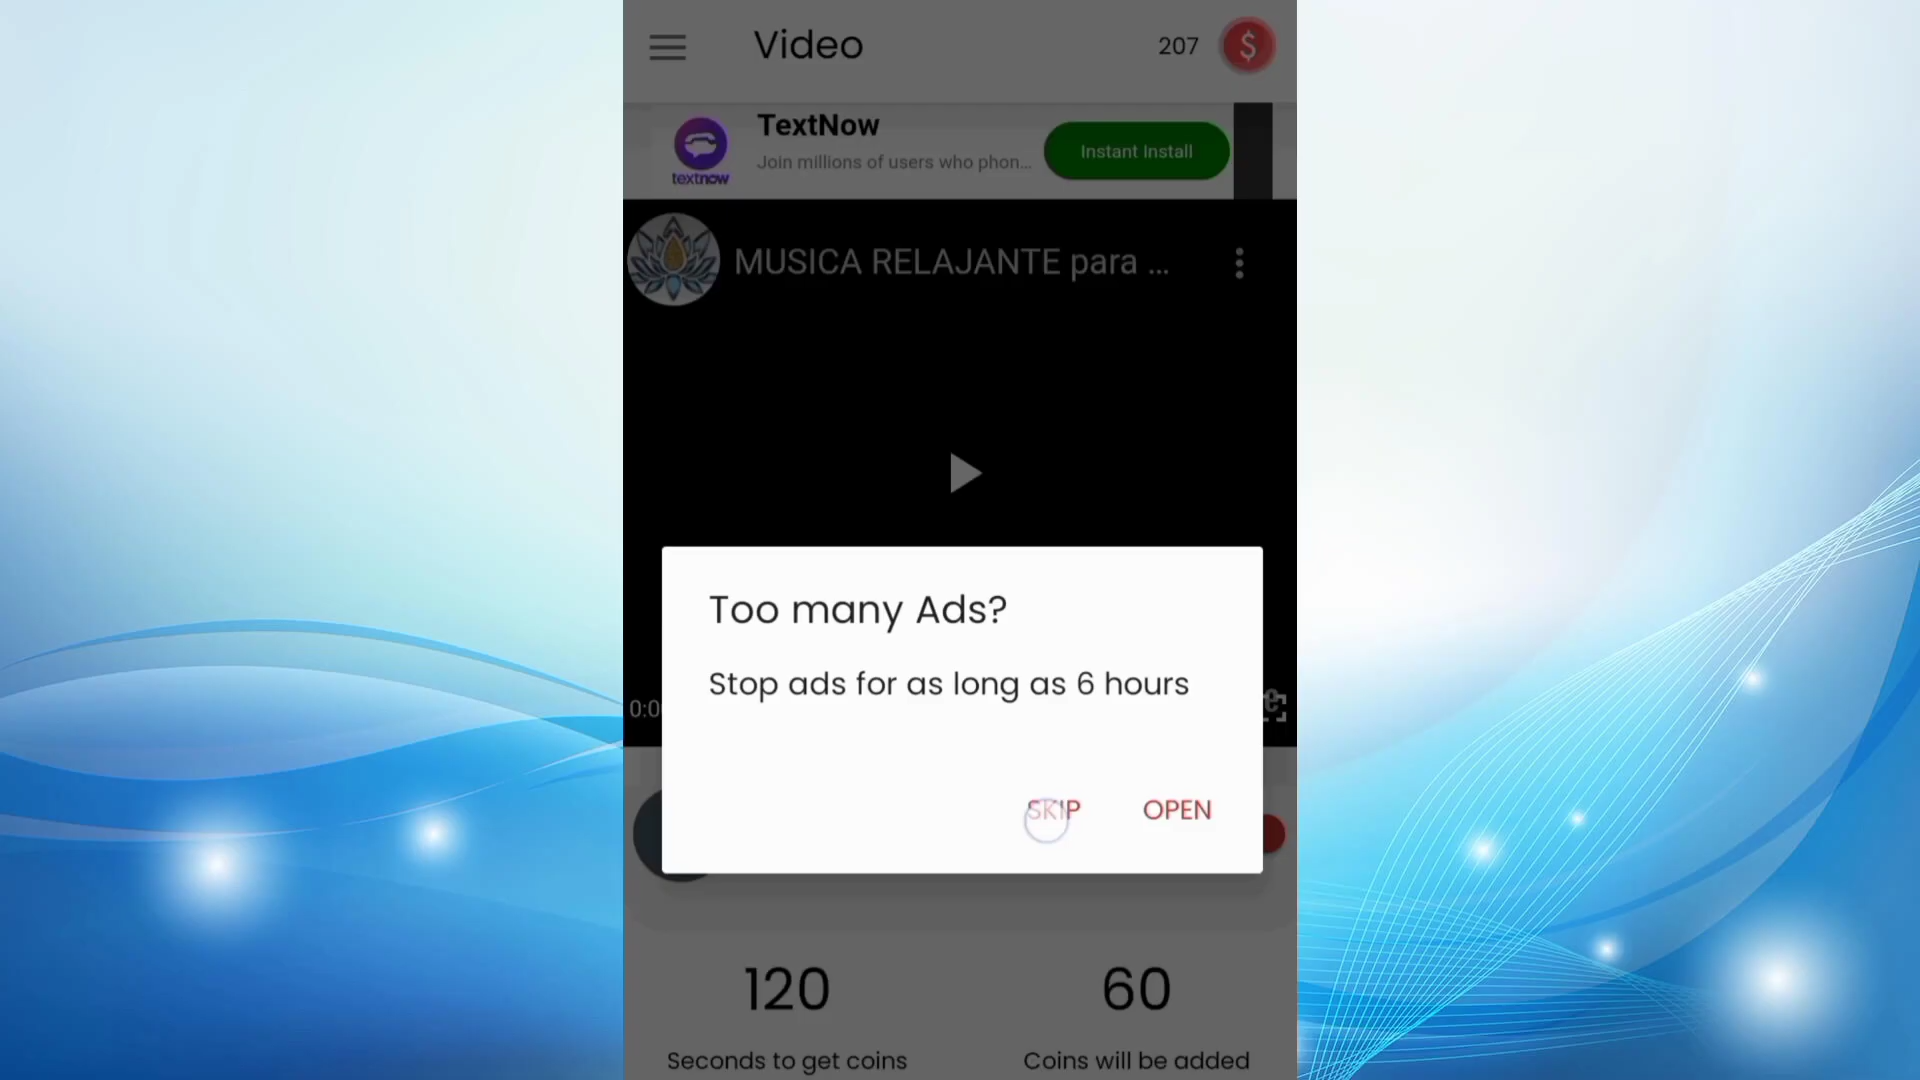 Video
207
$
TextNow
Join millions of users who phon...
Instant Install
textnow
MUSICA RELAJANTE para ...
Too many Ads?
Stop ads for as long as 6 hours
0:0
SKIP
OPEN
120
60
Seconds to get coins
Coins will be added